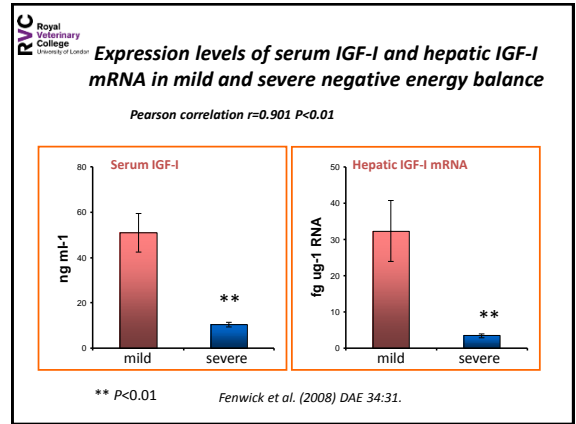 RVC
Royal
Veterinary
College
University of London
Expression levels of serum IGF-I and hepatic IGF-I
mRNA in mild and severe negative energy balance
Pearson correlation r=0.901 P<0.01
Serum IGF-I
80
60
40
20
0
ng ml-1
**
mild severe
Hepatic IGF-I mRNA
50
40
30
20
10
0
fg ug-1 RNA
**
mild severe
** P<0.01
Fenwick et al. (2008) DAE 34:31.